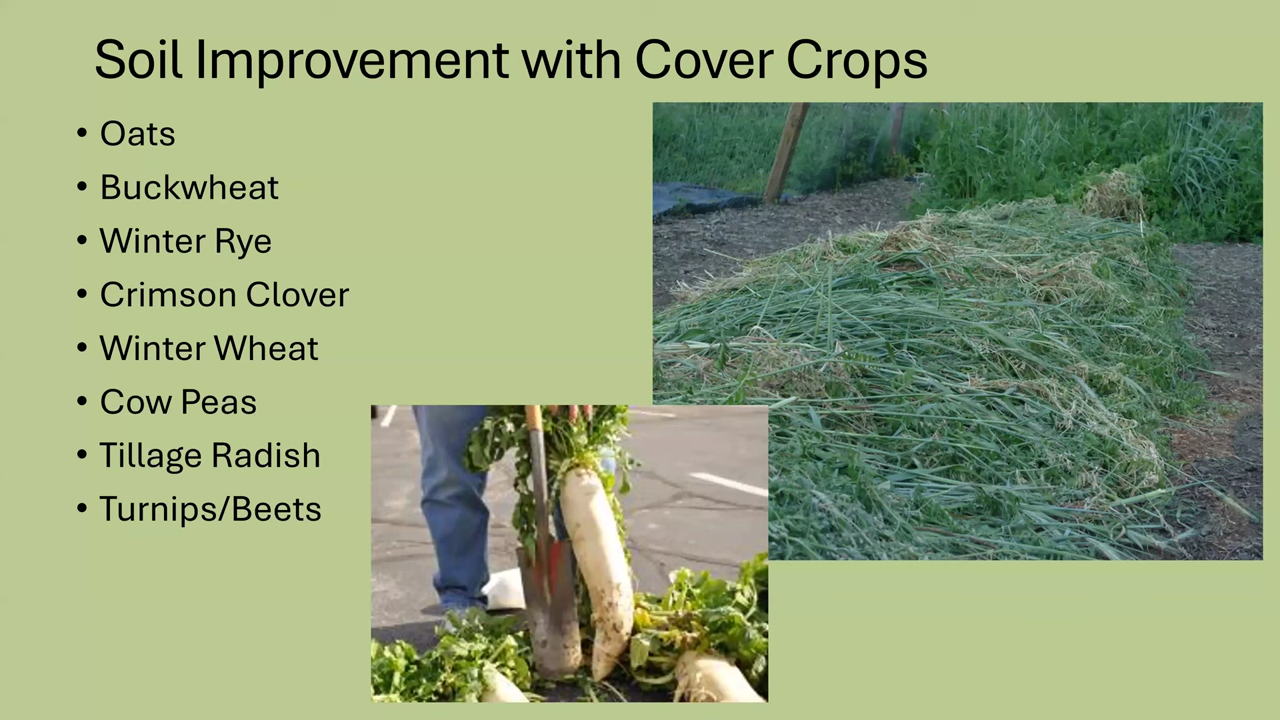 Soil Improvement with Cover Crops
• Oats
• Buckwheat
• Winter Rye
• Crimson Clover
• Winter Wheat
• Cow Peas
• Tillage Radish
• Turnips/Beets